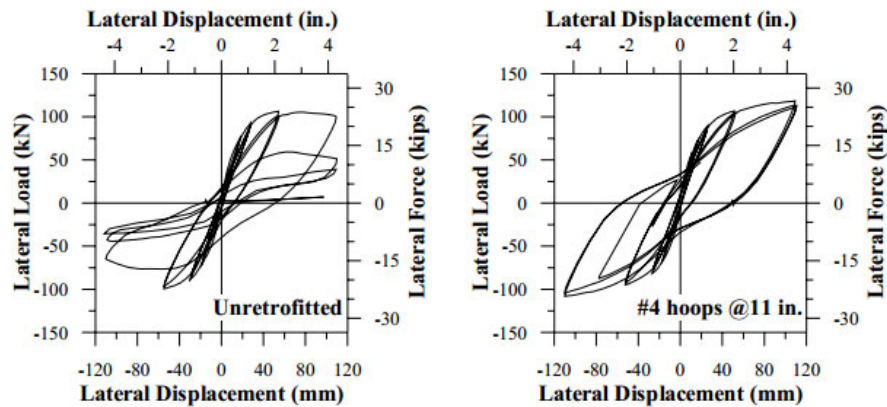 Lateral Displacement (in.)
-4 -2 0 2 4
150
100
50
0
-50
-100
-150
Lateral Load (kN)
30
15
0
-15
-30
Lateral Force (kips)
Unretrofitted
-120 -80 -40 0 40 80 120
Lateral Displacement (mm)
Lateral Displacement (in.)
-4 -2 0 2 4
150
100
50
0
-50
-100
-150
Lateral Load (kN)
30
15
0
-15
-30
Lateral Force (kips)
#4 hoops @11 in.
-120 -80 -40 0 40 80 120
Lateral Displacement (mm)